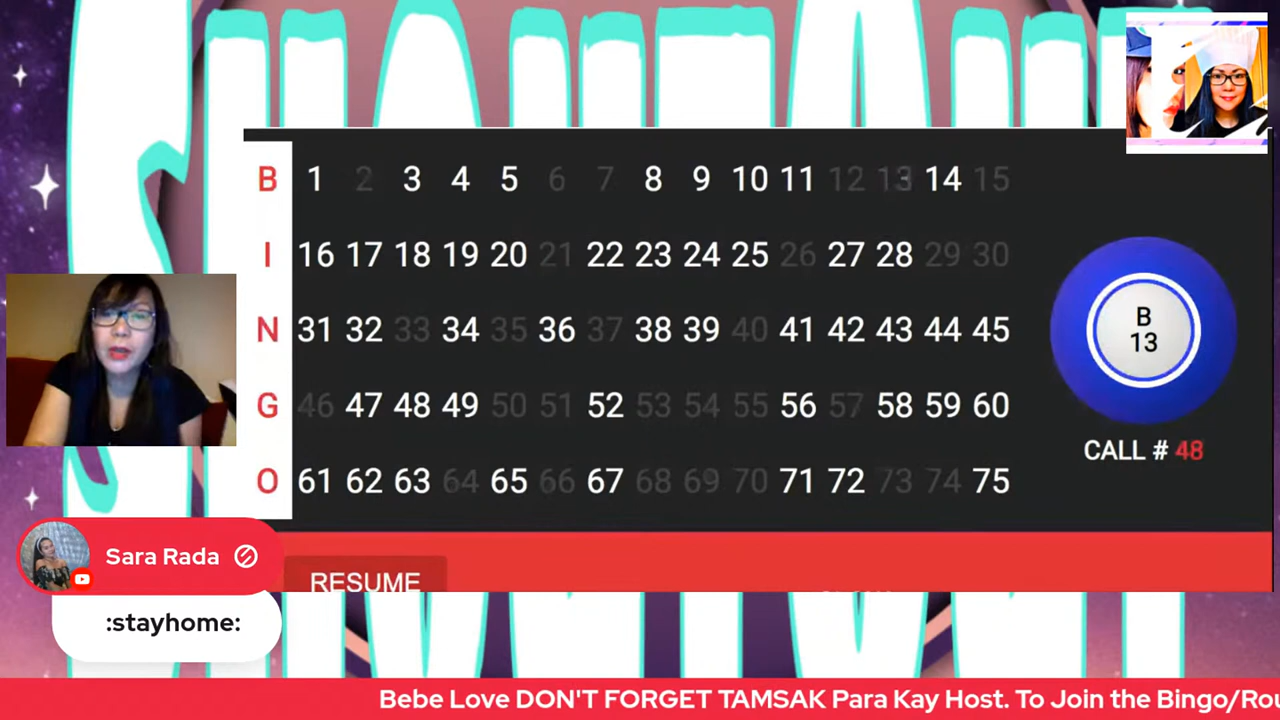 B 1 2 3 4 5 6 7 8 9 10 11 12 13 14 15
I 16 17 18 19 20 21 22 23 24 25 26 27 28 29 30
N 31 32 33 34 35 36 37 38 39 40 41 42 43 44 45
G 46 47 48 49 50 51 52 53 54 55 56 57 58 59 60
O 61 62 63 64 65 66 67 68 69 70 71 72 73 74 75
B
13
CALL # 48
RESUME
Sara Rada
:stayhome:
Bebe Love DON'T FORGET TAMSAK Para Kay Host. To Join the Bingo/Rou